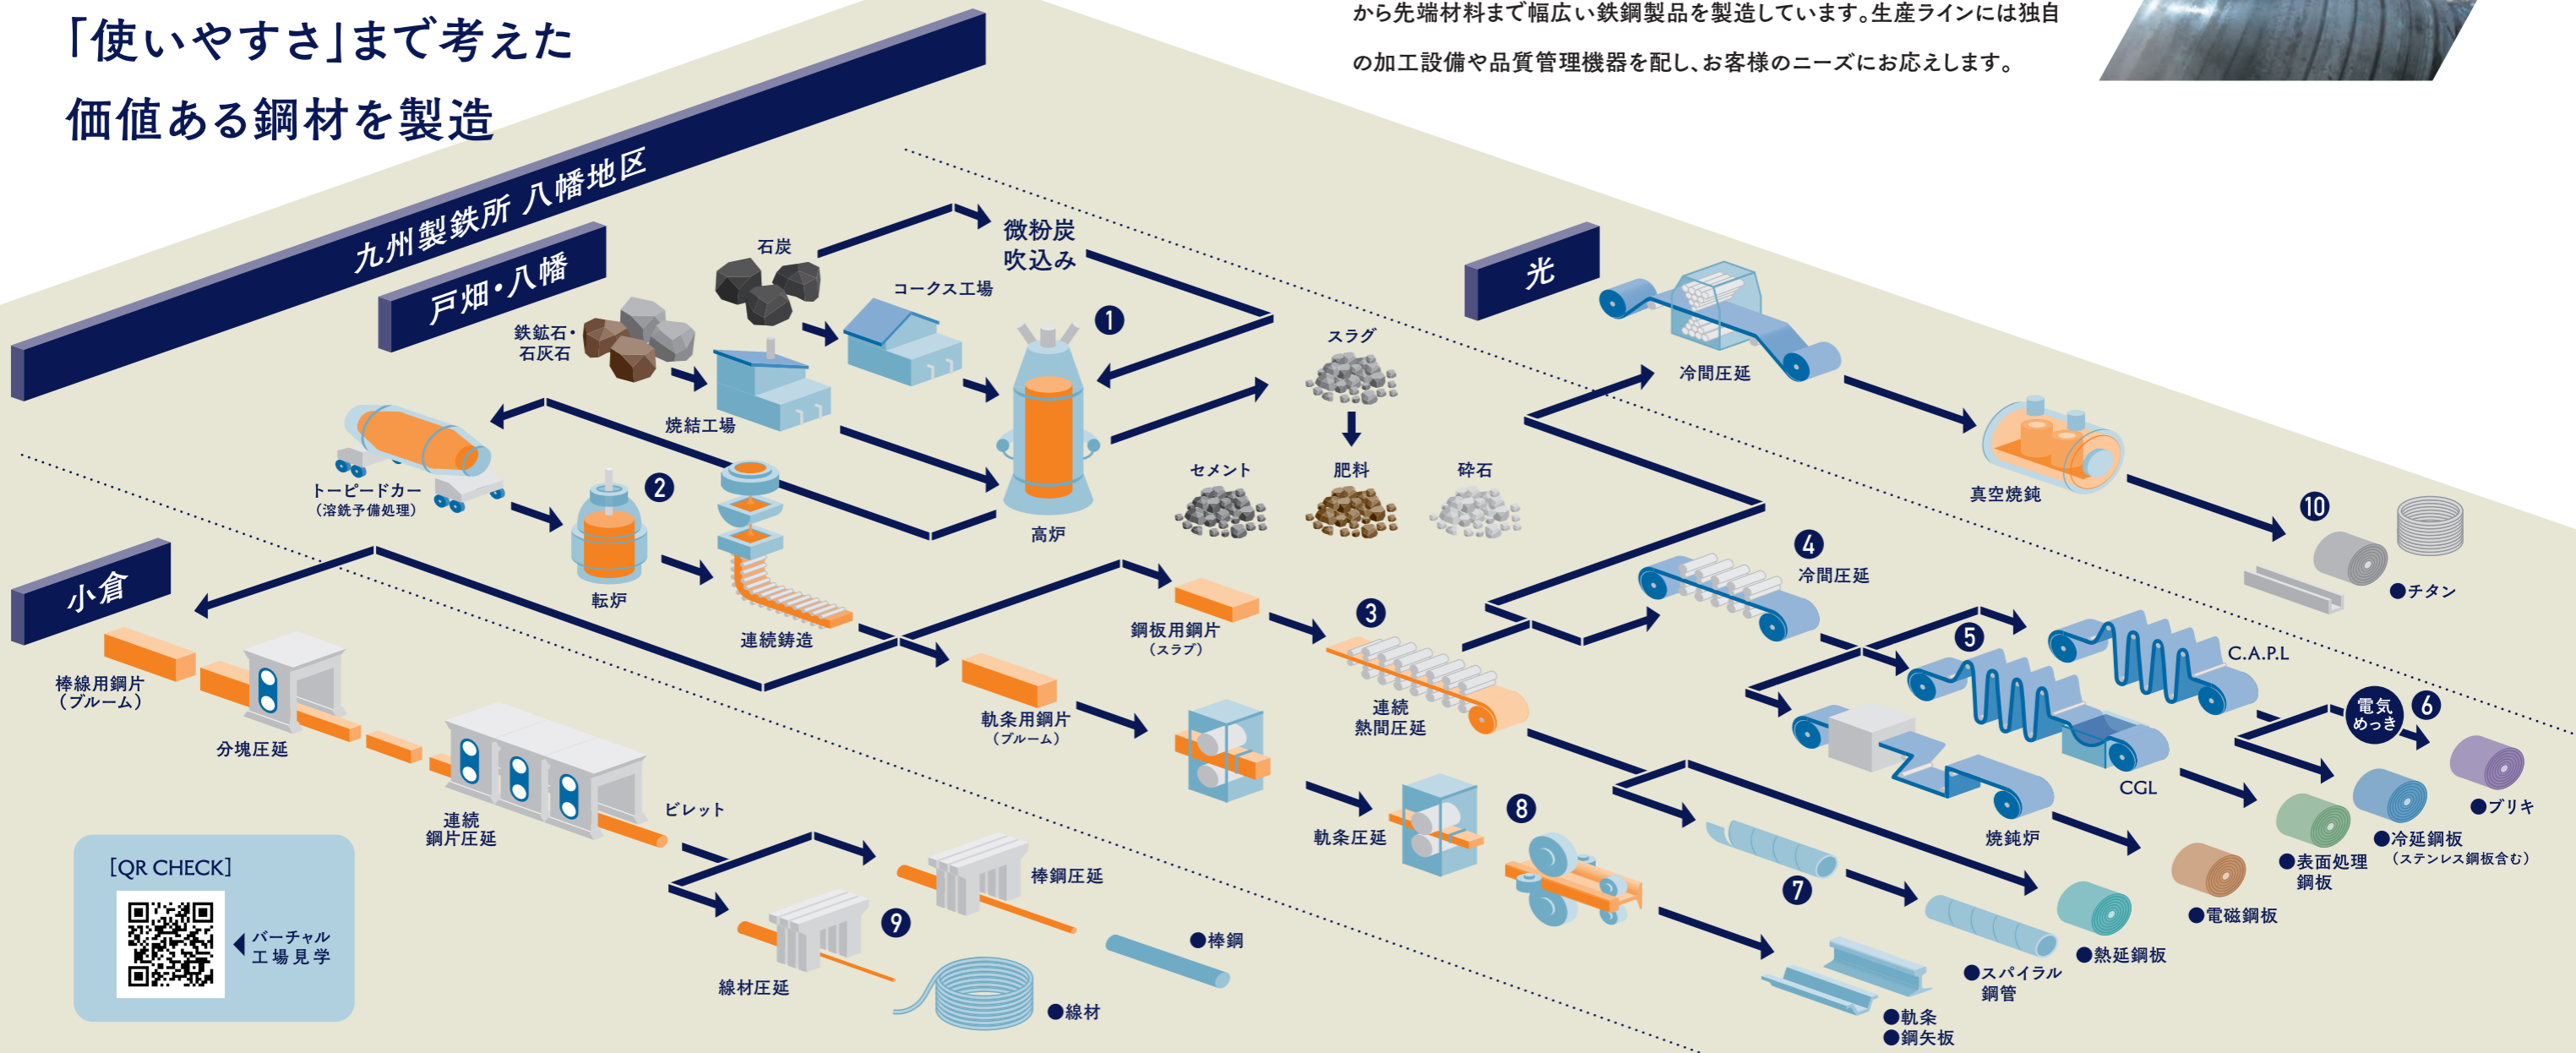 「使いやすさ」まで考えた
価値ある鋼材を製造
から先端材料まで幅広い鉄鋼製品を製造しています。生産ラインには独自
の加工設備や品質管理機器を配し、お客様のニーズにお応えします。
九州製鉄所 八幡地区
戸畑・八幡
石炭
微粉炭
吹込み
コークス工場
鉄鉱石・
石灰石
焼結工場
1
高炉
スラグ
セメント
肥料
砕石
トーピードカー
(溶銑予備処理)
2
転炉
連続鋳造
鋼板用鋼片
(スラブ)
軌条用鋼片
(ブルーム)
3
連続
熱間圧延
軌条圧延
8
光
冷間圧延
真空焼鈍
10
●チタン
4
冷間圧延
5
C.A.P.L
CGL
焼鈍炉
電気
めっき
6
●ブリキ
●冷延鋼板
(ステンレス鋼板含む)
●表面処理
鋼板
●電磁鋼板
●熱延鋼板
7
●スパイラル
鋼管
●軌条
●鋼矢板
小倉
棒線用鋼片
(ブルーム)
分塊圧延
連続
鋼片圧延
ビレット
棒鋼圧延
9
線材圧延
●棒鋼
●線材
[QR CHECK]
バーチャル
工場見学